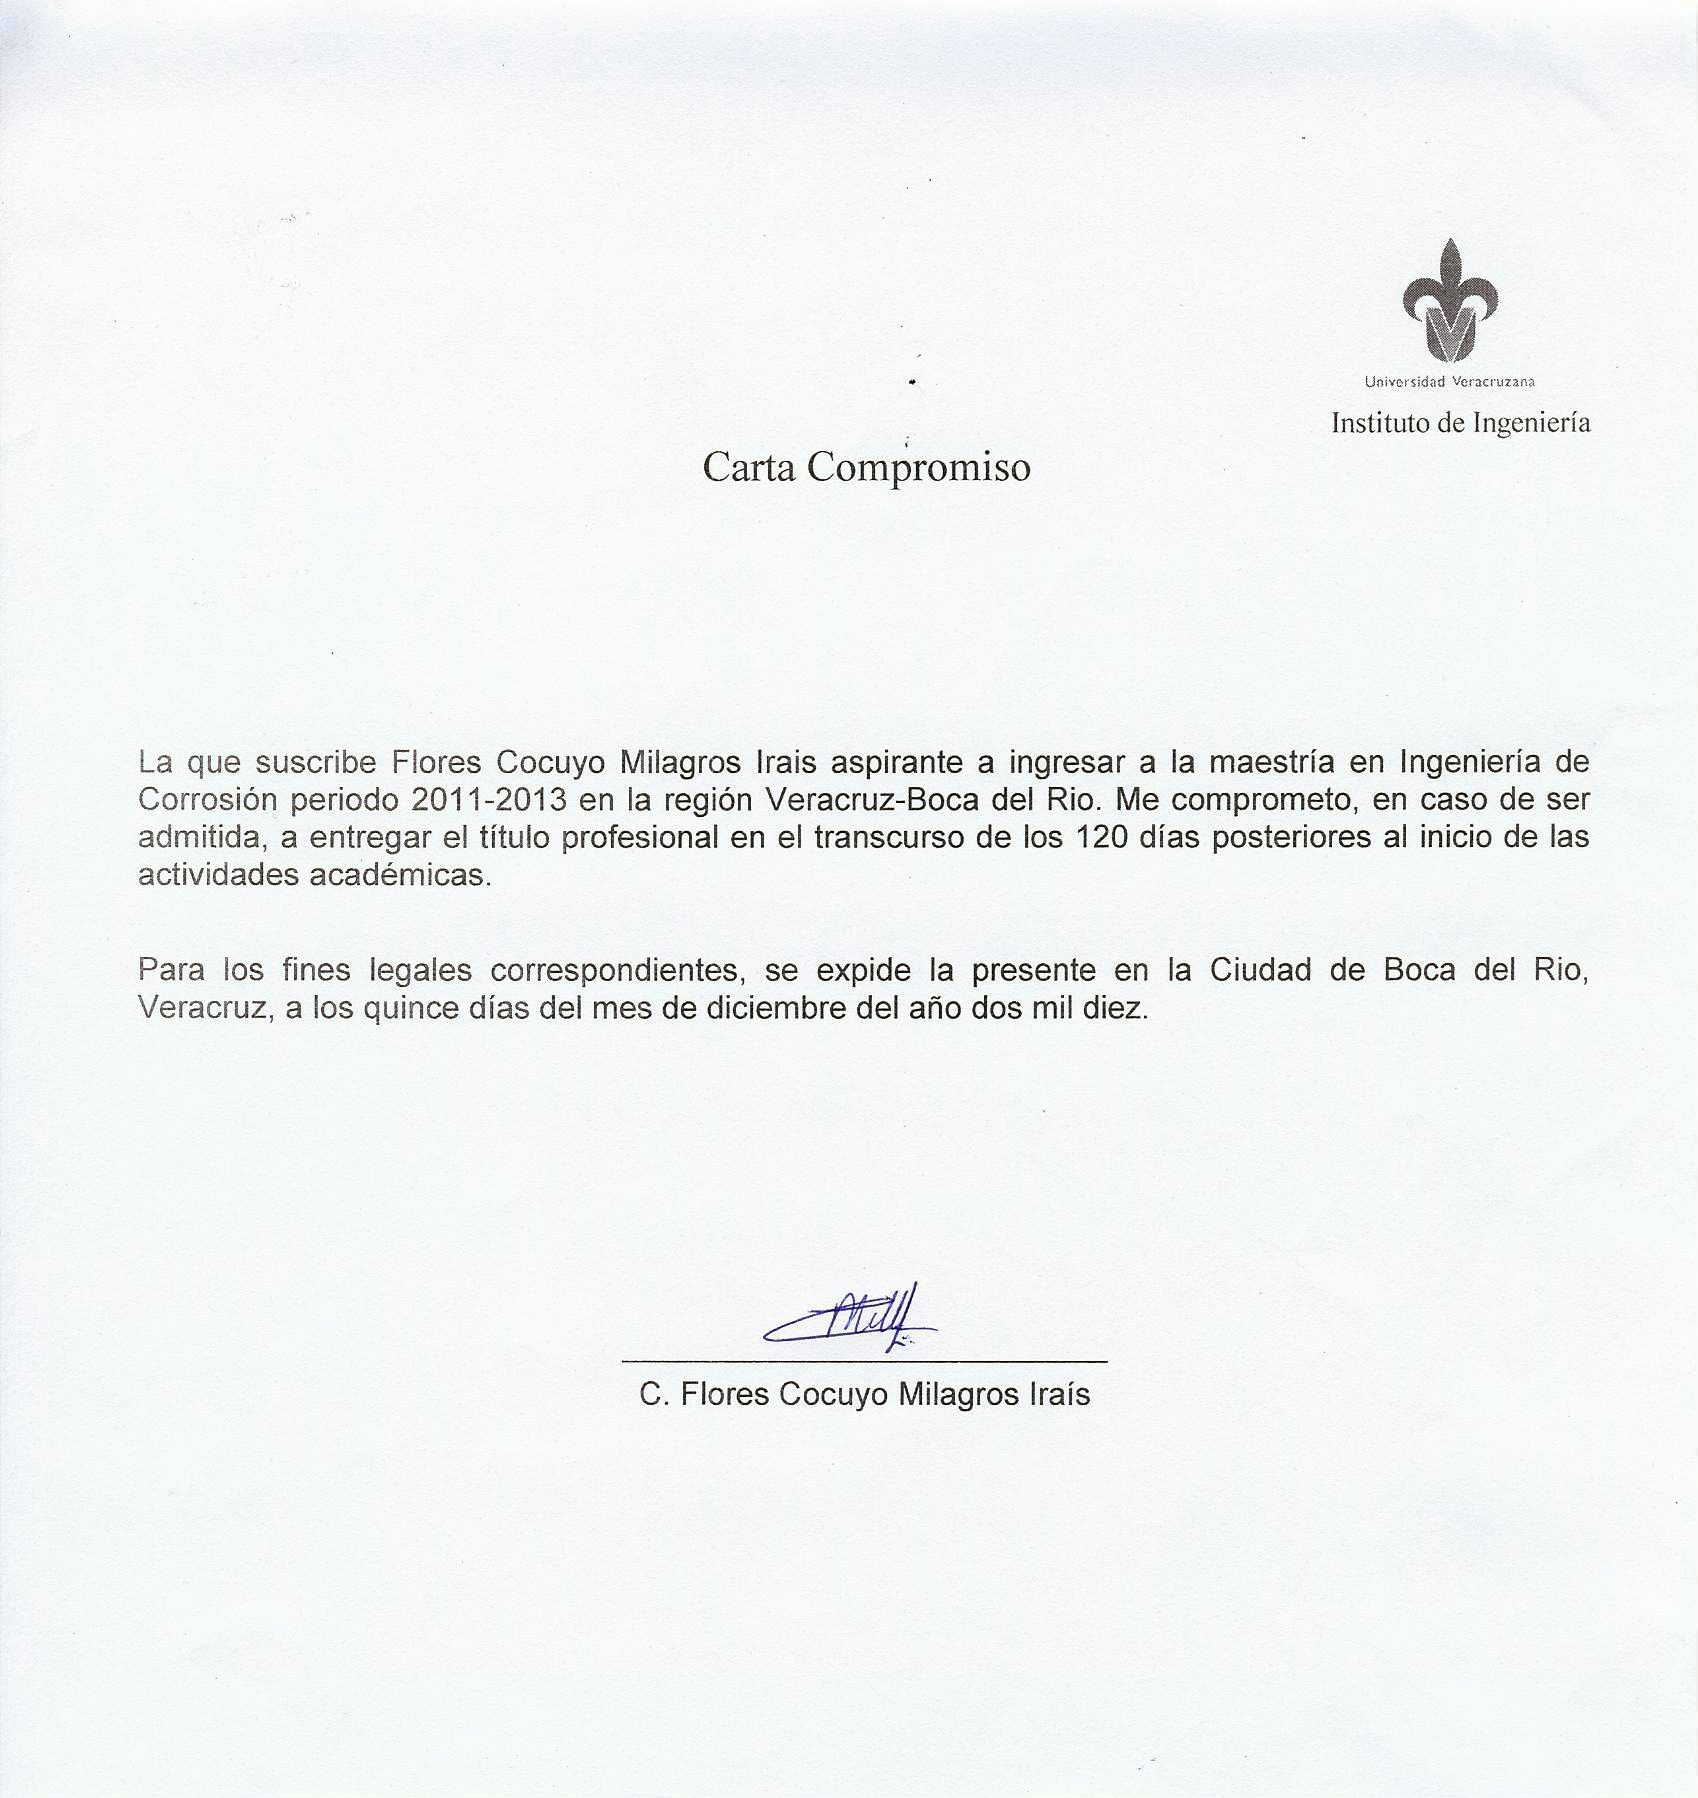 Universidad Veracruzana
Instituto de Ingeniería
Carta Compromiso
La que suscribe Flores Cocuyo Milagros Irais aspirante a ingresar a la maestría en Ingeniería de
Corrosión periodo 2011-2013 en la región Veracruz-Boca del Rio. Me comprometo, en caso de ser
admitida, a entregar el título profesional en el transcurso de los 120 días posteriores al inicio de las
actividades académicas.
Para los fines legales correspondientes, se expide la presente en la Ciudad de Boca del Rio,
Veracruz, a los quince días del mes de diciembre del año dos mil diez.
C. Flores Cocuyo Milagros Iraís